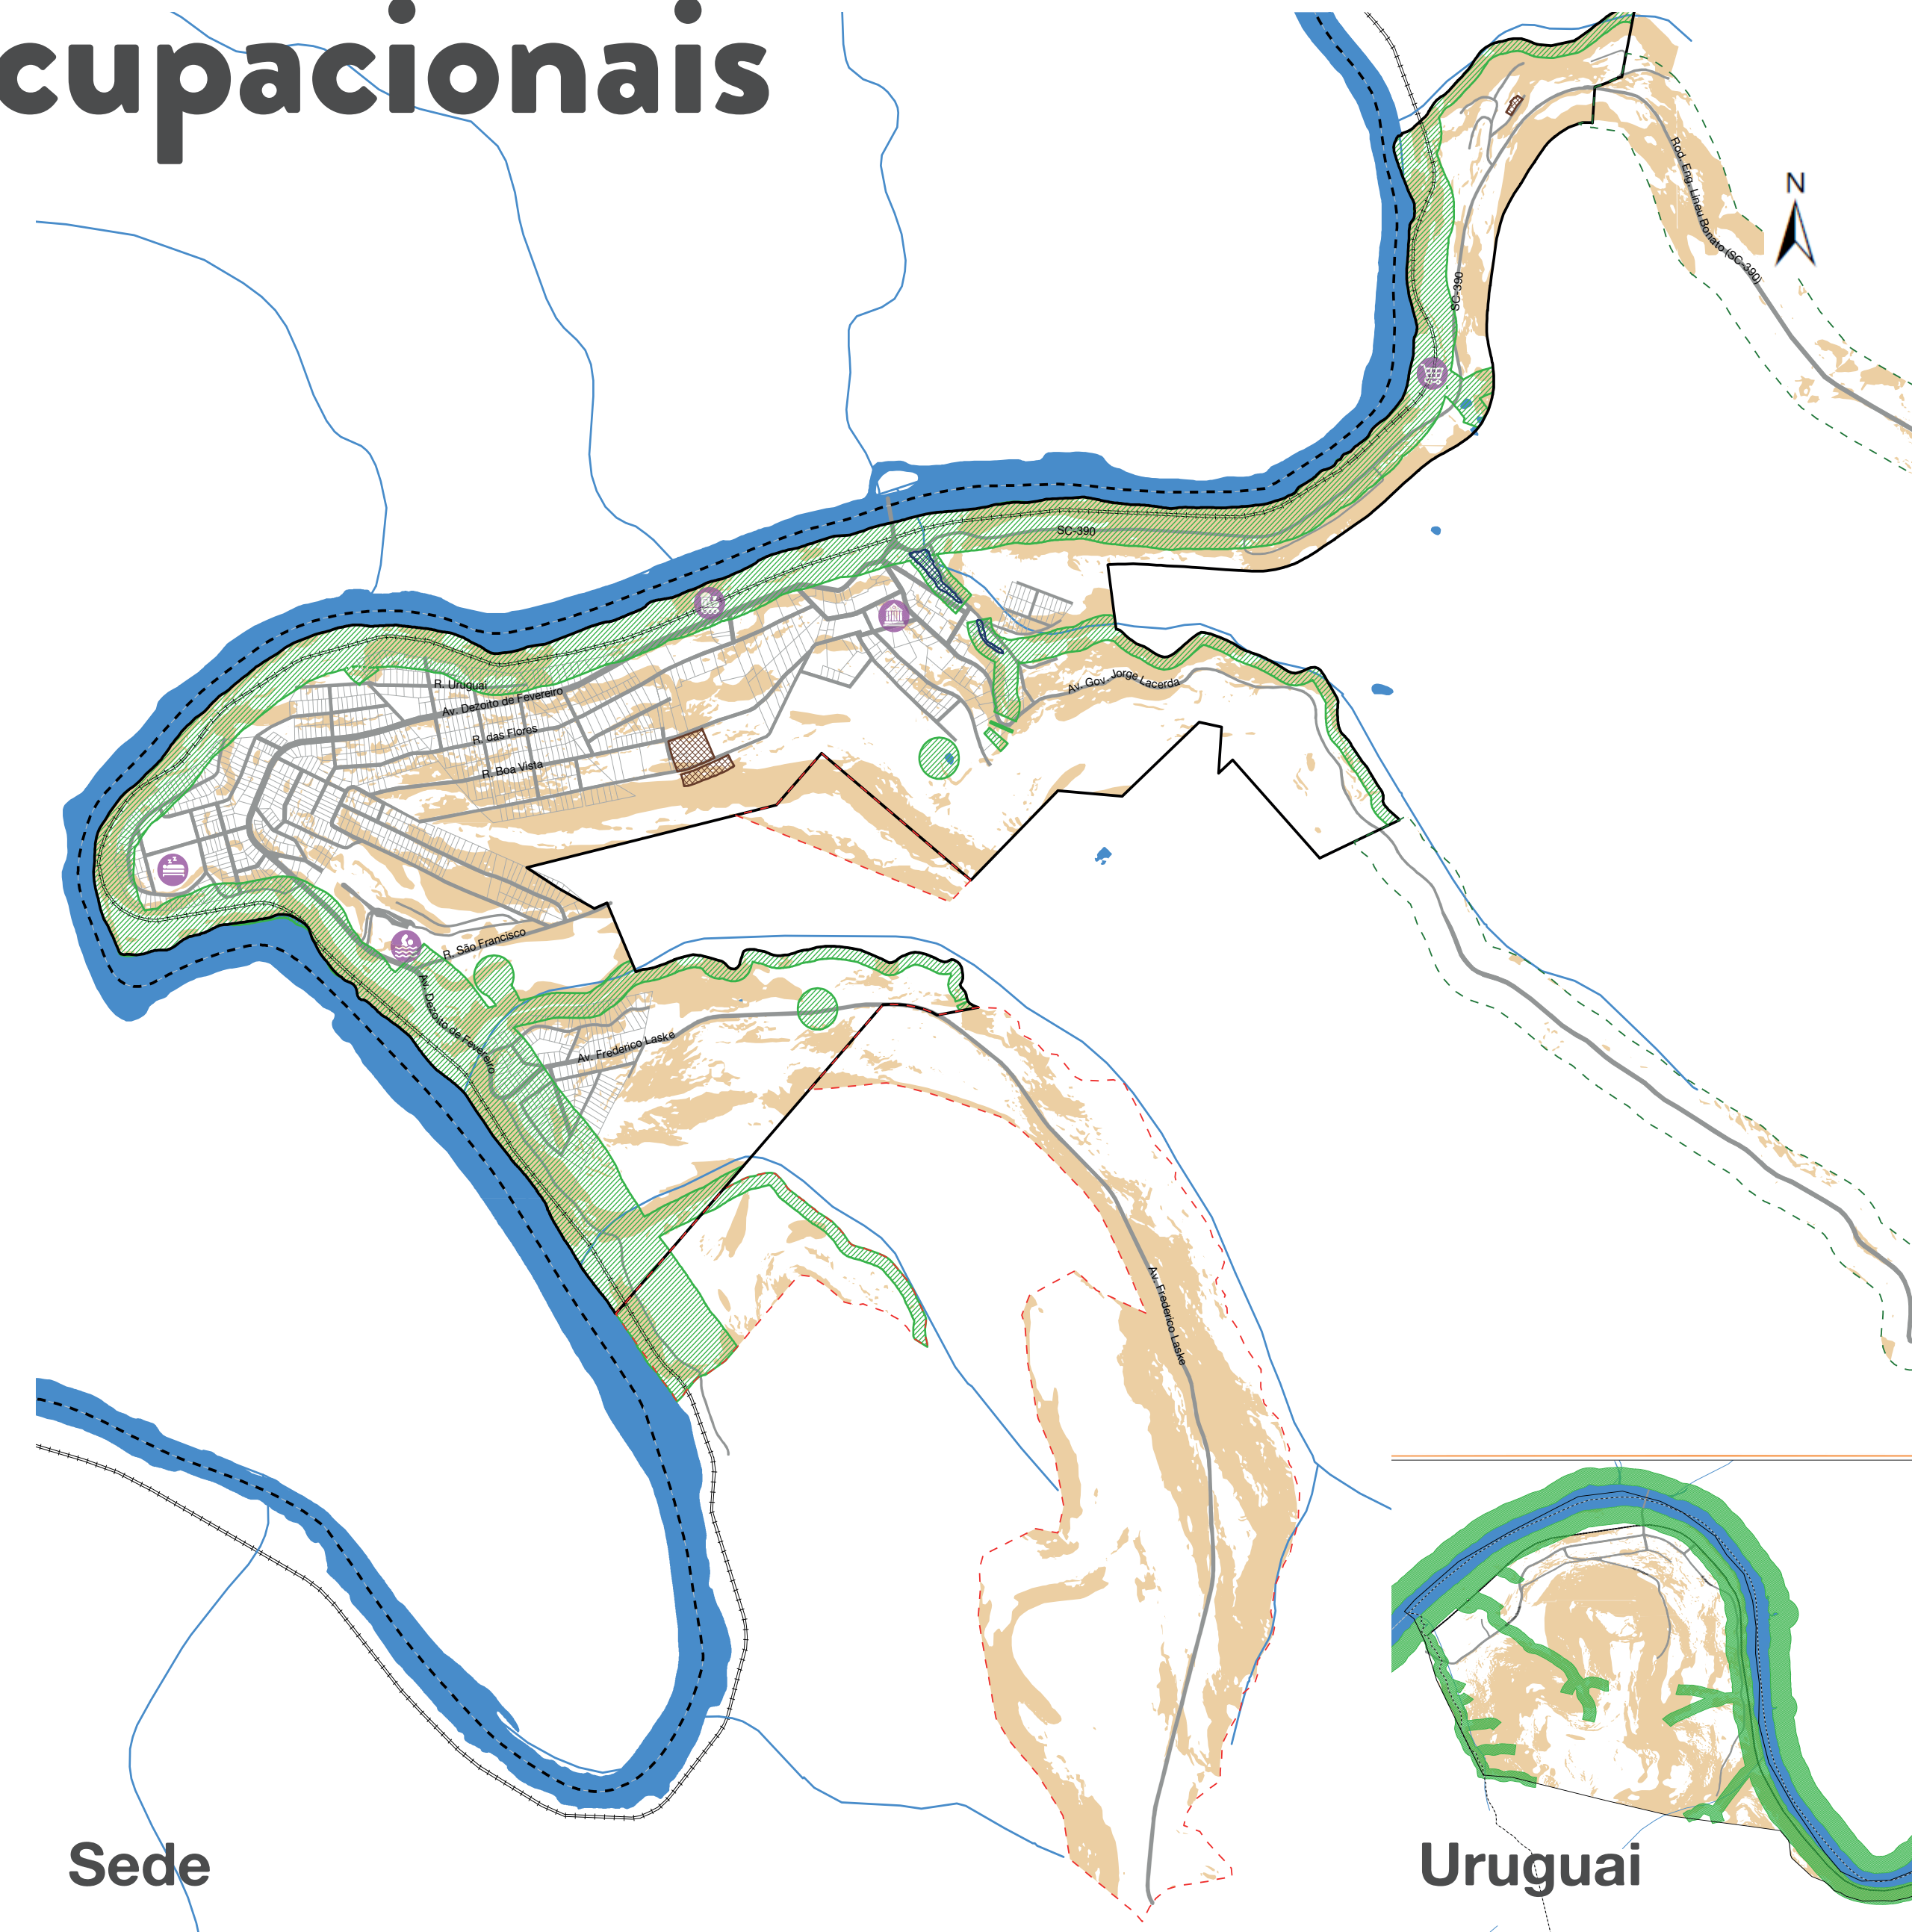 cupacionais
N
Rod. Eng. Lineu Bonato (SC-390)
SC-390
SC-390
Av. Gov. Jorge Lacerda
R. Uruguai
Av. Dezoito de Fevereiro
R. das Flores
R. Boa Vista
R. São Francisco
Av. Dezoito de Fevereiro
Av. Frederico Laske
Av. Frederico Laske
Sede
Uruguai